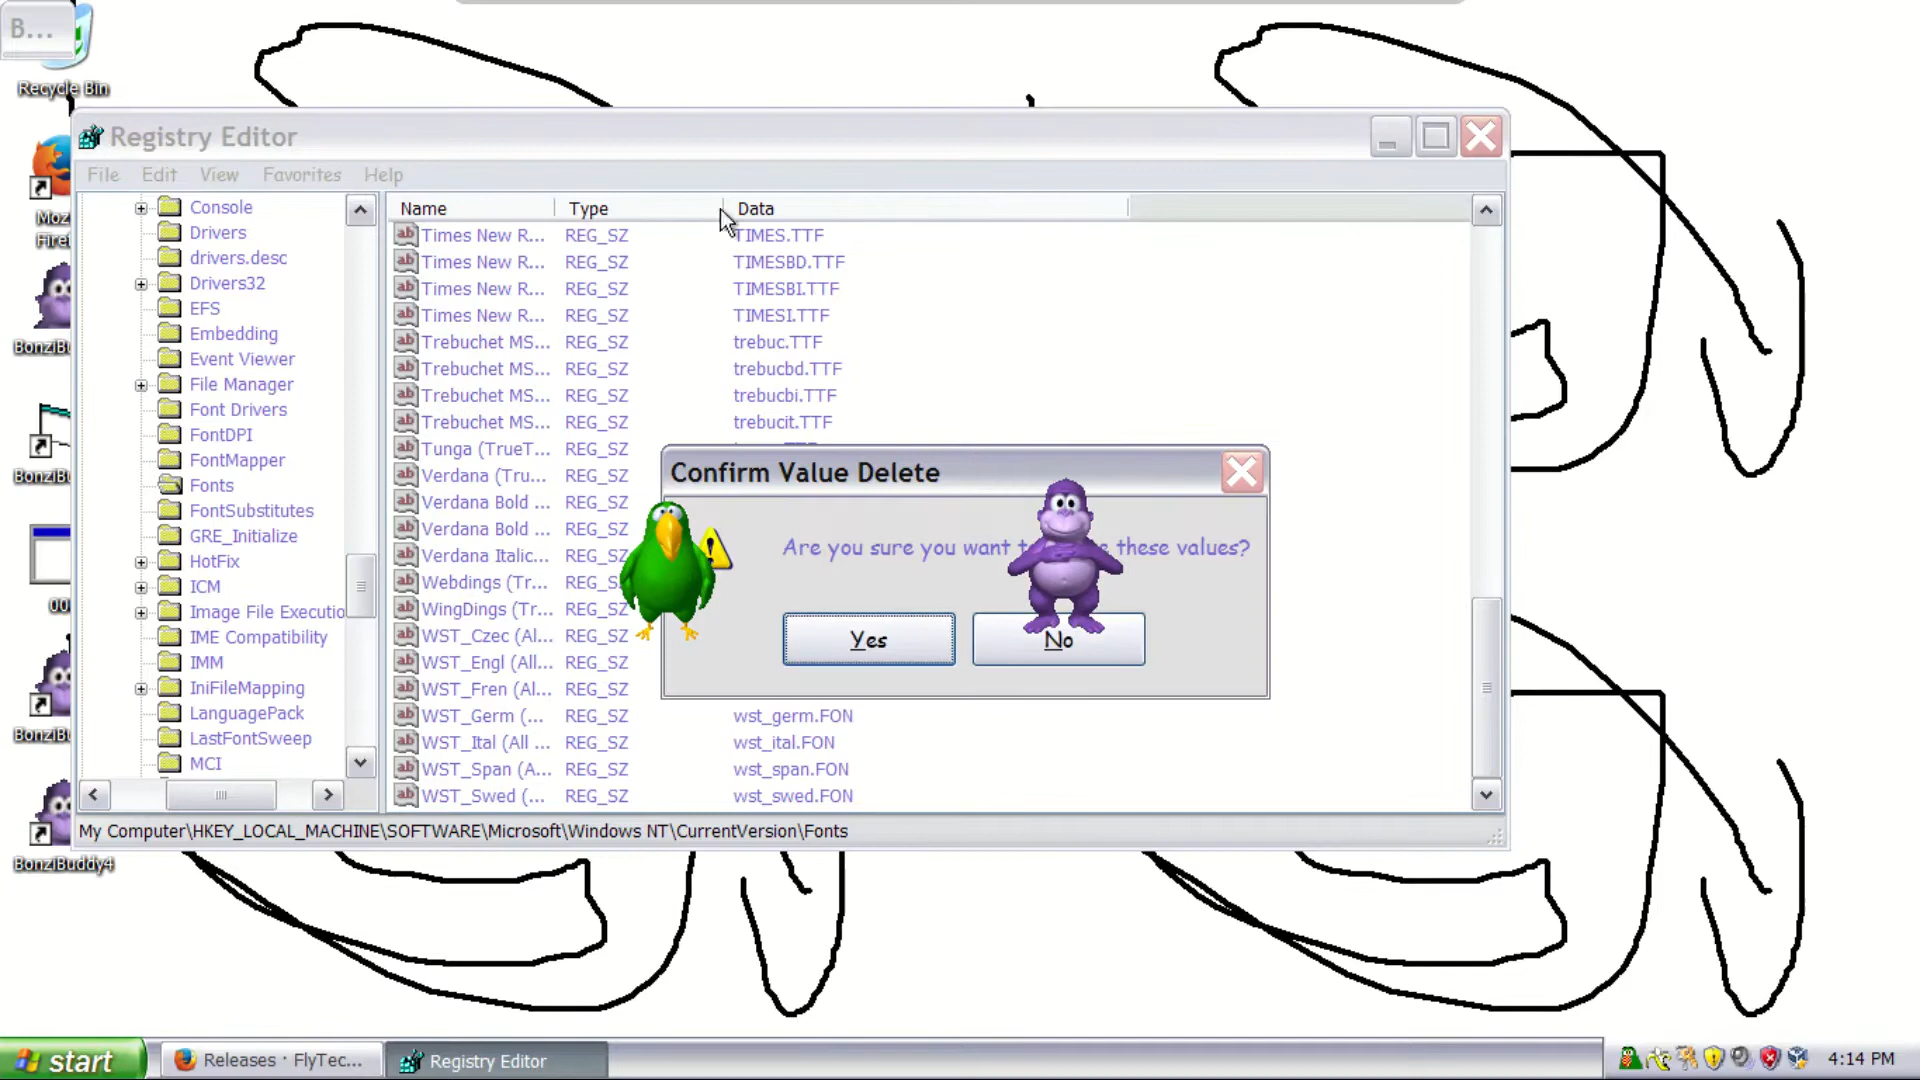 B...
Recycle Bin
Moz
Firef
BonziBu
BonziBu
00
BonziBu
BonziBuddy4
Registry Editor
File Edit View Favorites Help
Console
Drivers
drivers.desc
Drivers32
EFS
Embedding
Event Viewer
File Manager
Font Drivers
FontDPI
FontMapper
Fonts
FontSubstitutes
GRE_Initialize
HotFix
ICM
Image File Executio
IME Compatibility
IMM
IniFileMapping
LanguagePack
LastFontSweep
MCI
Name Type Data
Times New R... REG_SZ TIMES.TTF
Times New R... REG_SZ TIMESBD.TTF
Times New R... REG_SZ TIMESBI.TTF
Times New R... REG_SZ TIMESI.TTF
Trebuchet MS... REG_SZ trebuc.TTF
Trebuchet MS... REG_SZ trebucbd.TTF
Trebuchet MS... REG_SZ trebucbi.TTF
Trebuchet MS... REG_SZ trebucit.TTF
Tunga (TrueT... REG_SZ
Verdana (Tru... REG_SZ
Verdana Bold ... REG_SZ
Verdana Bold ... REG_SZ
Verdana Italic... REG_SZ
Webdings (Tr... REG_S
WingDings (Tr... REG_SZ
WST_Czec (Al... REG_SZ
WST_Engl (All... REG_SZ
WST_Fren (Al... REG_SZ
WST_Germ (... REG_SZ wst_germ.FON
WST_Ital (All ... REG_SZ wst_ital.FON
WST_Span (A... REG_SZ wst_span.FON
WST_Swed (... REG_SZ wst_swed.FON
Confirm Value Delete
Are you sure you want t these values?
Yes No
My Computer\HKEY_LOCAL_MACHINE\SOFTWARE\Microsoft\Windows NT\CurrentVersion\Fonts
start Releases · FlyTec... Registry Editor 4:14 PM